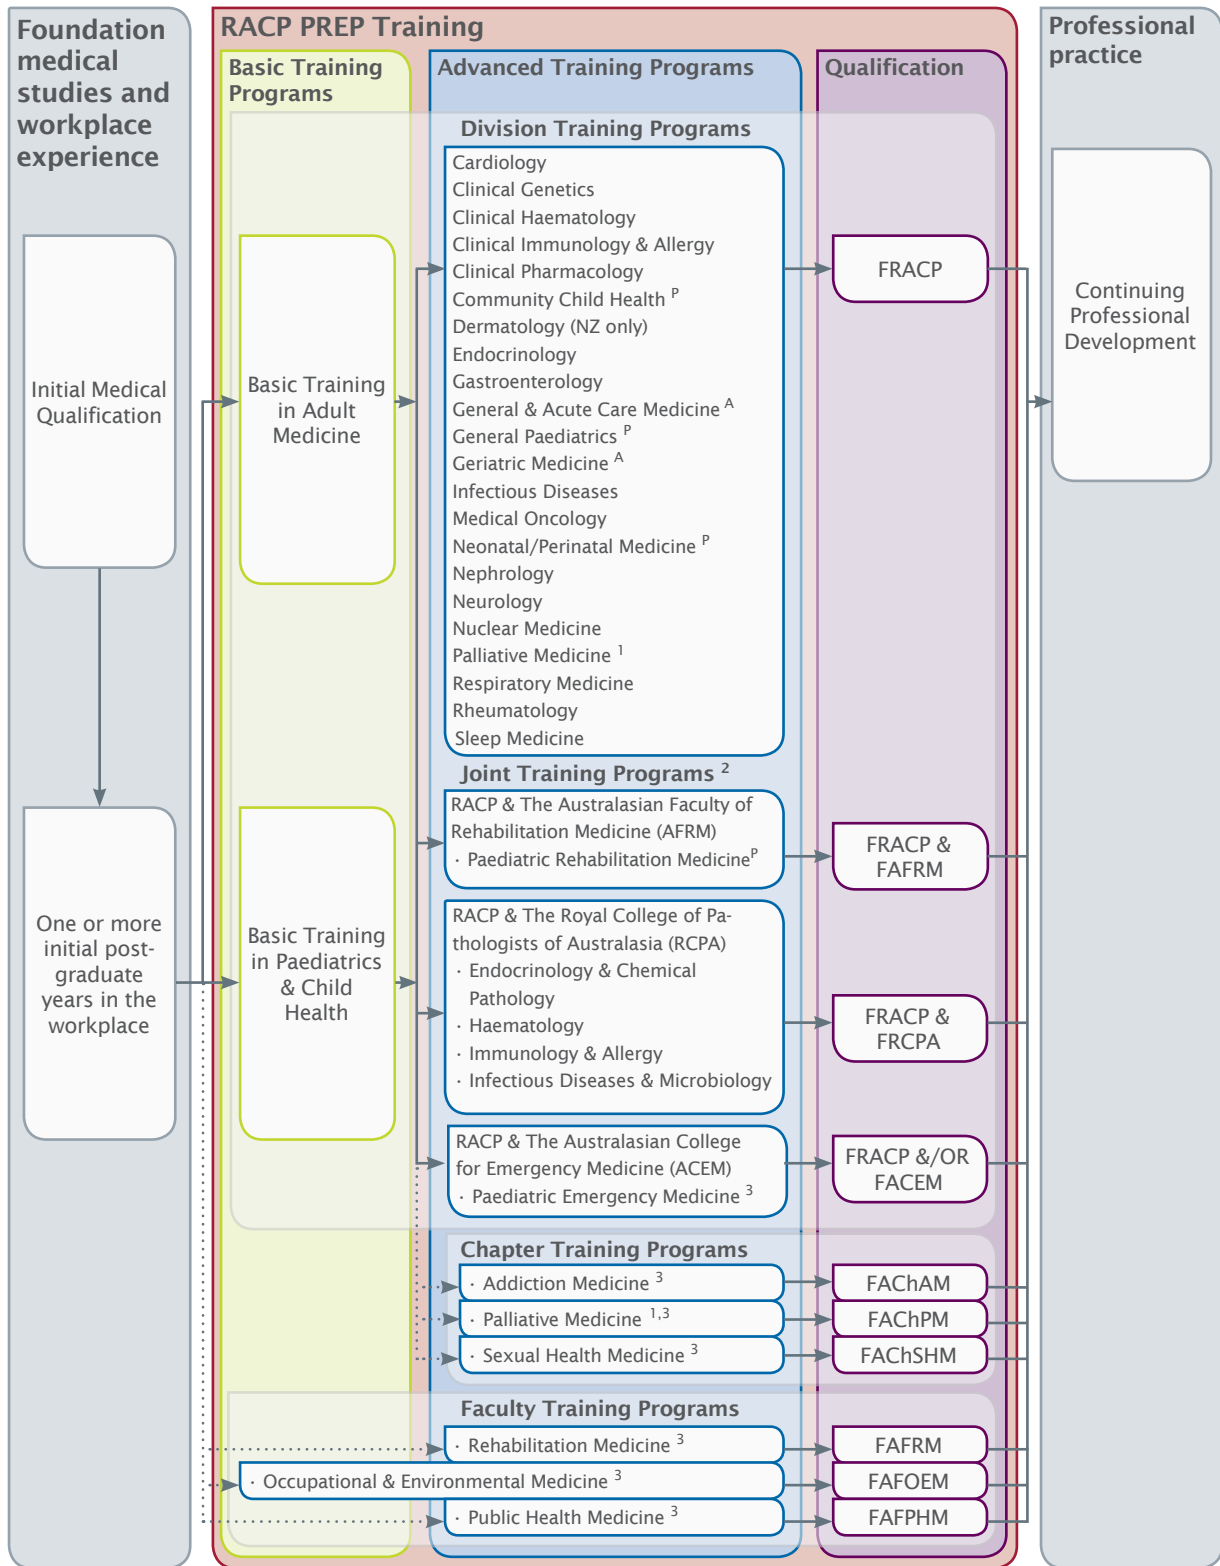 Foundation
medical
studies and
workplace
experience
Initial Medical
Qualification
One or more
initial post-
graduate
years in the
workplace
RACP PREP Training
Basic Training
Programs
Basic Training
in Adult
Medicine
Basic Training
in Paediatrics
& Child
Health
Advanced Training Programs
Division Training Programs
Cardiology
Clinical Genetics
Clinical Haematology
Clinical Immunology & Allergy
Clinical Pharmacology
Community Child Health P
Dermatology (NZ only)
Endocrinology
Gastroenterology
General & Acute Care Medicine A
General Paediatrics P
Geriatric Medicine A
Infectious Diseases
Medical Oncology
Neonatal/Perinatal Medicine P
Nephrology
Neurology
Nuclear Medicine
Palliative Medicine 1
Respiratory Medicine
Rheumatology
Sleep Medicine
Joint Training Programs 2
RACP & The Australasian Faculty of
Rehabilitation Medicine (AFRM)
· Paediatric Rehabilitation MedicineP
RACP & The Royal College of Pa-
thologists of Australasia (RCPA)
· Endocrinology & Chemical
Pathology
· Haematology
· Immunology & Allergy
· Infectious Diseases & Microbiology
RACP & The Australasian College
for Emergency Medicine (ACEM)
· Paediatric Emergency Medicine 3
Chapter Training Programs
· Addiction Medicine 3
· Palliative Medicine 1,3
· Sexual Health Medicine 3
Faculty Training Programs
· Rehabilitation Medicine 3
· Occupational & Environmental Medicine 3
· Public Health Medicine 3
Qualification
FRACP
FRACP &
FAFRM
FRACP &
FRCPA
FRACP &/OR
FACEM
FAChAM
FAChPM
FAChSHM
FAFRM
FAFOEM
FAFPHM
Professional
practice
Continuing
Professional
Development